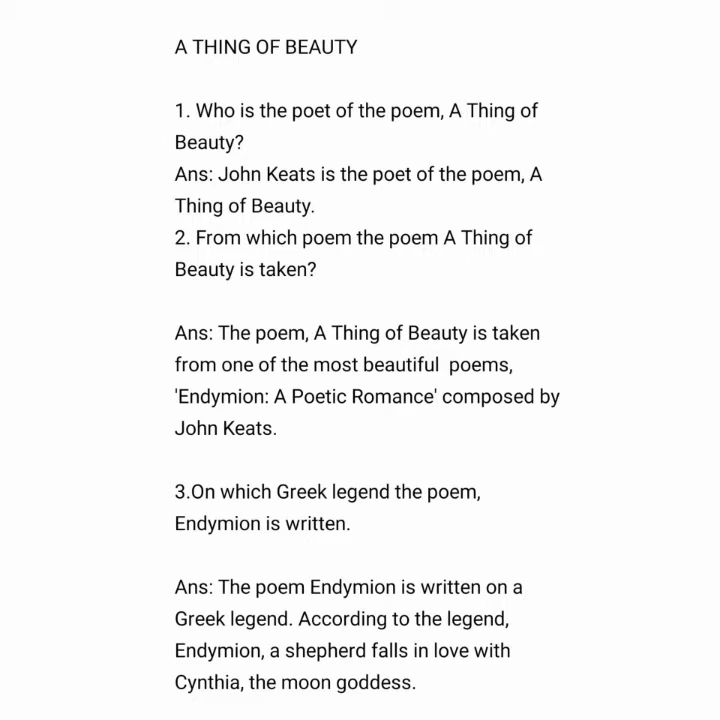 A THING OF BEAUTY
1. Who is the poet of the poem, A Thing of
Beauty?
Ans: John Keats is the poet of the poem, A
Thing of Beauty.
2. From which poem the poem A Thing of
Beauty is taken?
Ans: The poem, A Thing of Beauty is taken
from one of the most beautiful  poems,
'Endymion: A Poetic Romance' composed by
John Keats.
3.On which Greek legend the poem,
Endymion is written.
Ans: The poem Endymion is written on a
Greek legend. According to the legend,
Endymion, a shepherd falls in love with
Cynthia, the moon goddess.